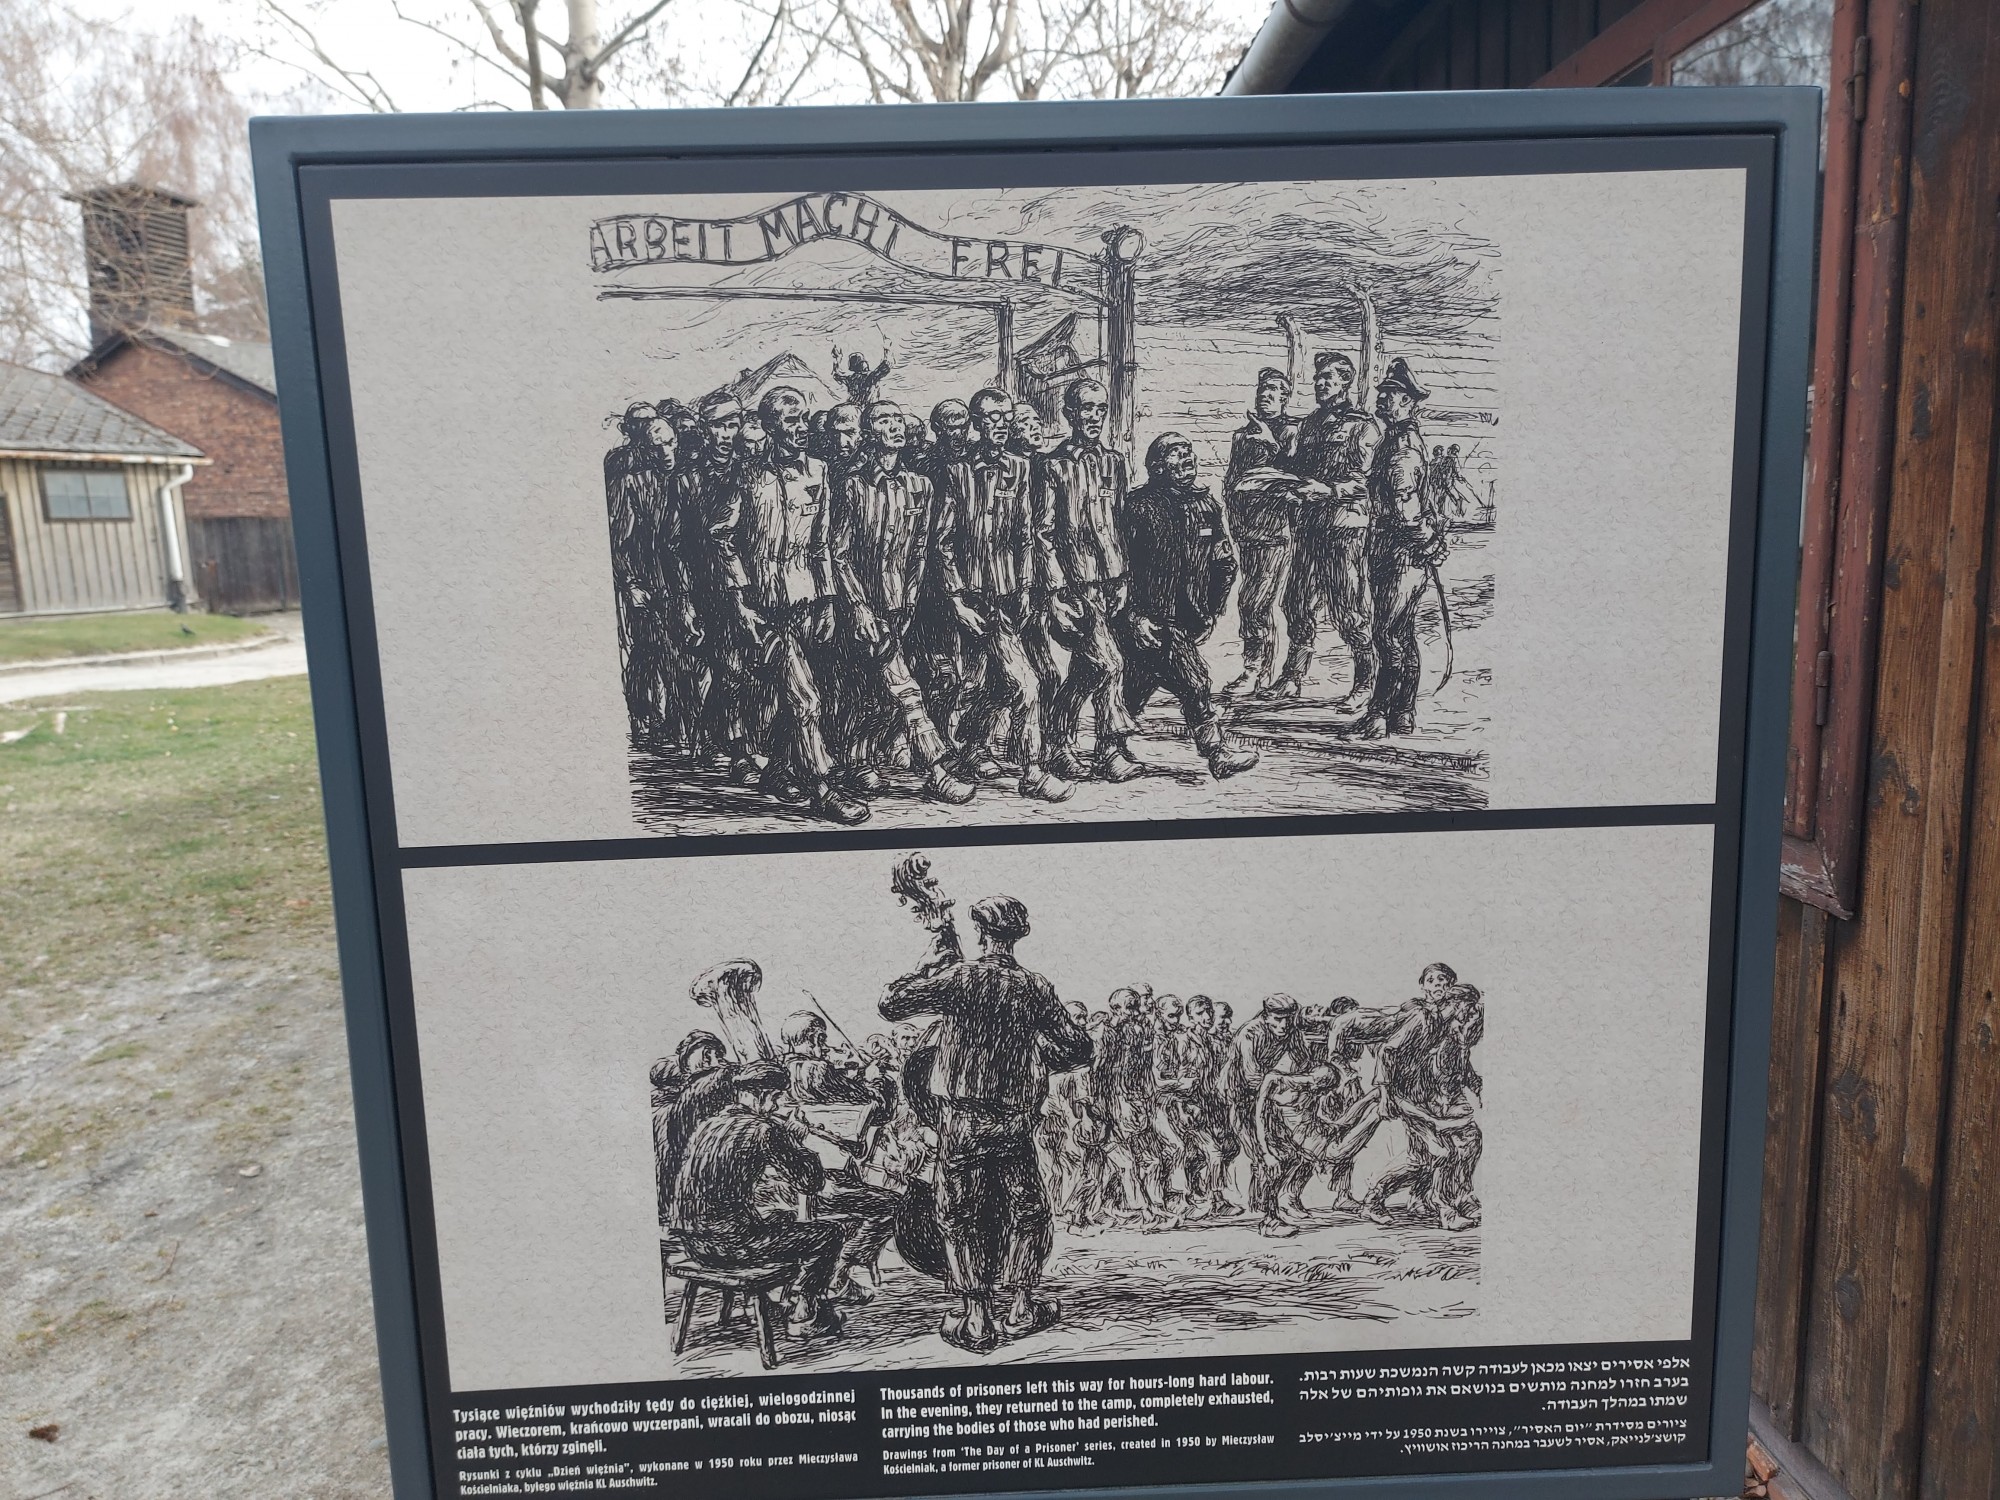 ARBEIT MACHT FREI
Tysiące więźniów wychodziły tędy do ciężkiej, wielogodzinnej
pracy. Wieczorem, krańcowo wyczerpani, wracali do obozu, niosąc
ciała tych, którzy zginęli.
Rysunki z cyklu „Dzień więźnia”, wykonane w 1950 roku przez Mieczysława
Kościelniaka, byłego więźnia KL Auschwitz.
Thousands of prisoners left this way for hours-long hard labour.
In the evening, they returned to the camp, completely exhausted,
carrying the bodies of those who had perished.
Drawings from 'The Day of a Prisoner' series, created in 1950 by Mieczysław
Kościelniak, a former prisoner of KL Auschwitz.
אלפי אסירים יצאו מכאן לעבודה קשה הנמשכת שעות רבות.
בערב חזרו למחנה מותשים בנושאם את גופותיהם של אלה
שמתו במהלך העבודה.
ציורים מסידרת "יום האסיר", צויירו בשנת 1950 על ידי מייצ'יסלב
קושצ'לנייאק, אסיר לשעבר במחנה הריכוז אושוויץ.